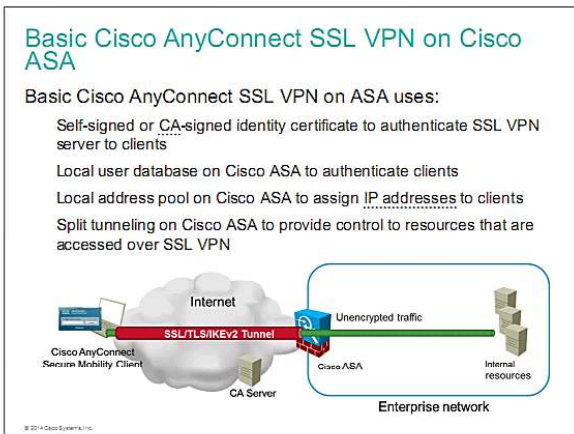 Basic Cisco AnyConnect SSL VPN on Cisco
ASA
Basic Cisco AnyConnect SSL VPN on ASA uses:
Self-signed or CA-signed identity certificate to authenticate SSL VPN
server to clients
Local user database on Cisco ASA to authenticate clients
Local address pool on Cisco ASA to assign IP addresses to clients
Split tunneling on Cisco ASA to provide control to resources that are
accessed over SSL VPN
Internet
Unencrypted traffic
SSL/TLS/IKEv2 Tunnel
Cisco AnyConnect
Secure Mobility Client
Cisco ASA
Internal
resources
CA Server
Enterprise network
© 2014 Cisco Systems, Inc.